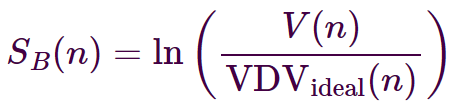 S_B(n) = ln ( V(n) / VDV_ideal(n) )